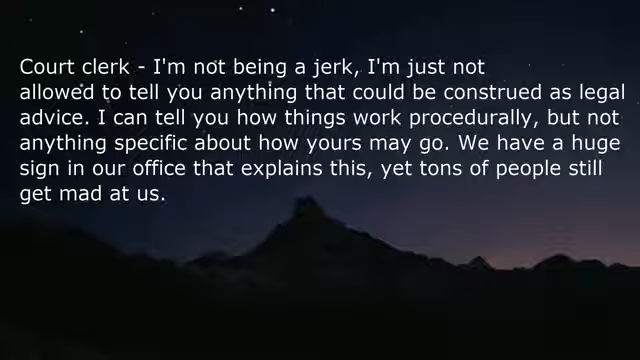 Court clerk - I'm not being a jerk, I'm just not
allowed to tell you anything that could be construed as legal
advice. I can tell you how things work procedurally, but not
anything specific about how yours may go. We have a huge
sign in our office that explains this, yet tons of people still
get mad at us.